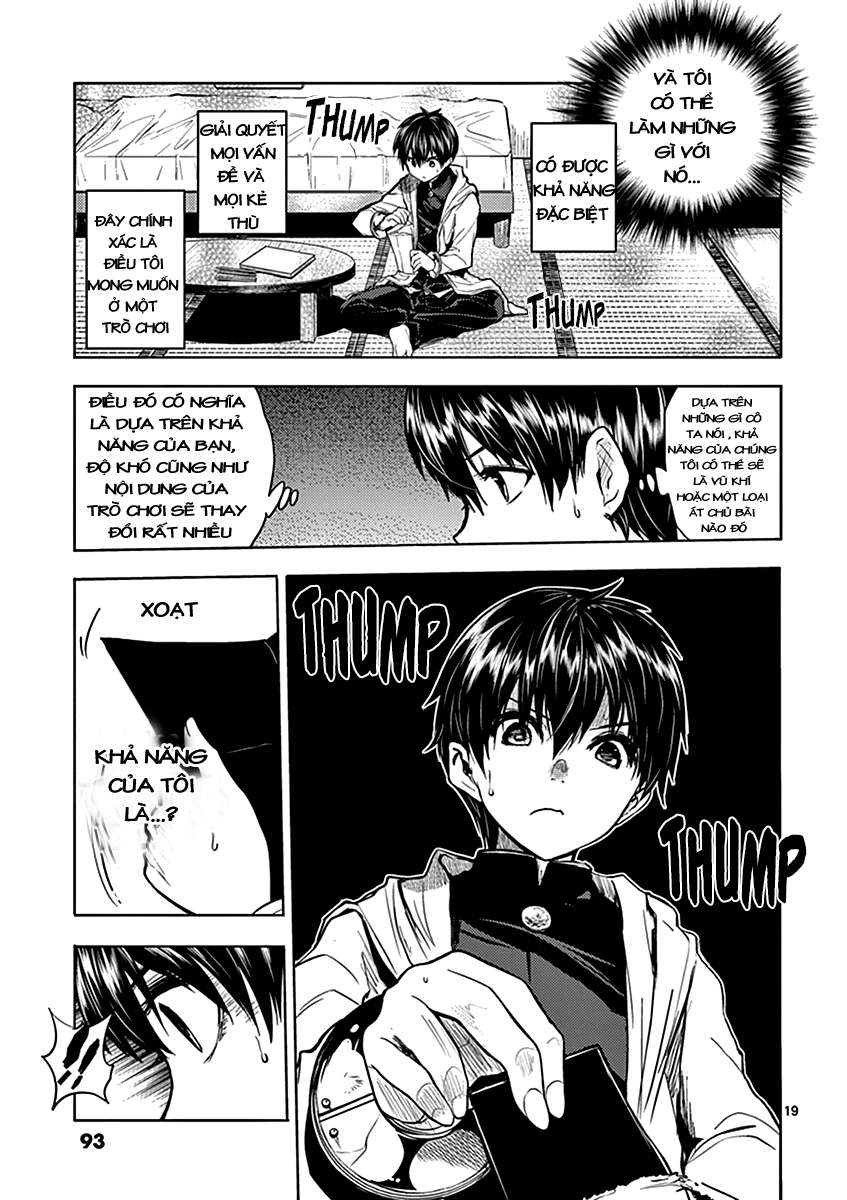 VÀ TÔI
CÓ THỂ
LÀM NHỮNG
GÌ VỚI
NÓ...
CÓ ĐƯỢC
KHẢ NĂNG
ĐẶC BIỆT
THUMP
GIẢI QUYẾT
MỌI VẤN
ĐỀ VÀ
MỌI KẺ
THÙ
ĐÂY CHÍNH
XÁC LÀ
ĐIỀU TÔI
MONG MUỐN
Ở MỘT
TRÒ CHƠI
THUMP
DỰA TRÊN
NHỮNG GÌ CÔ
TA NÓI , KHẢ
NĂNG CỦA CHÚNG
TÔI CÓ THỂ SẼ
LÀ VŨ KHÍ
HOẶC MỘT LOẠI
ÁT CHỦ BÀI
NÀO ĐÓ
ĐIỀU ĐÓ CÓ NGHĨA
LÀ DỰA TRÊN KHẢ
NĂNG CỦA BẠN,
ĐỘ KHÓ CŨNG NHƯ
NỘI DUNG CỦA
TRÒ CHƠI SẼ THAY
ĐỔI RẤT NHIỀU
THUMP
THUMP
XOẠT
KHẢ NĂNG
CỦA TÔI
LÀ...?
!!
19
93